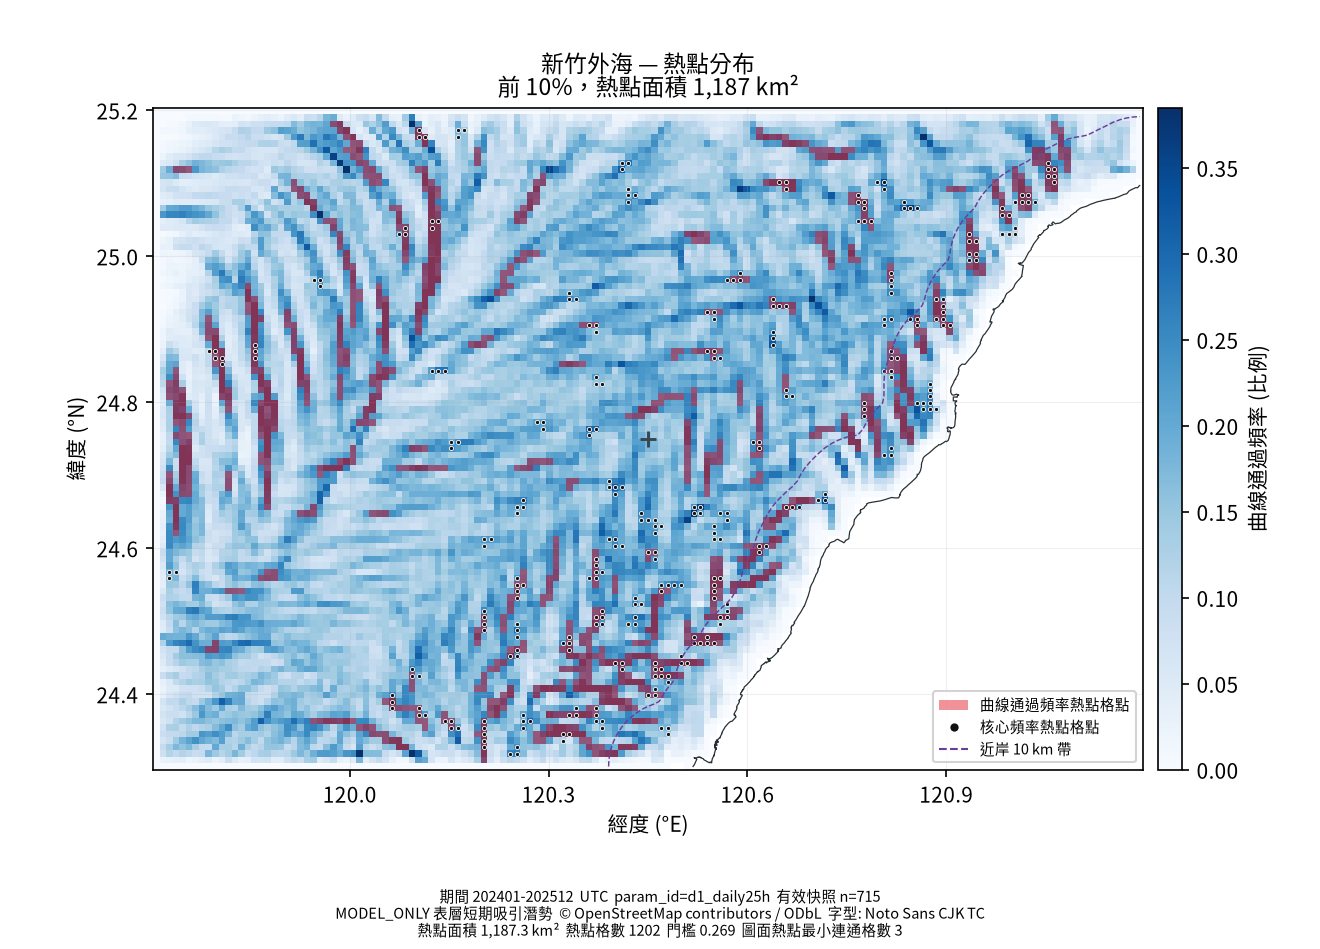 新竹外海 — 熱點分布
前 10%，熱點面積 1,187 km²
25.2
25.0
24.8
24.6
24.4
緯度 (°N)
120.0
120.3
120.6
120.9
經度 (°E)
0.35
0.30
0.25
0.20
0.15
0.10
0.05
0.00
曲線通過頻率 (比例)
曲線通過頻率熱點格點
核心頻率熱點格點
近岸 10 km 帶
期間 202401-202512 UTC param_id=d1_daily25h 有效快照 n=715
MODEL_ONLY 表層短期吸引潛勢 © OpenStreetMap contributors / ODbL 字型: Noto Sans CJK TC
熱點面積 1,187.3 km² 熱點格數 1202 門檻 0.269 圖面熱點最小連通格數 3